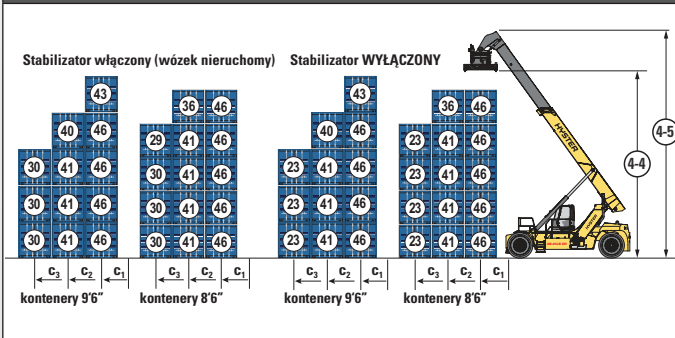 Stabilizator włączony (wózek nieruchomy)
Stabilizator WYŁĄCZONY
43
40 46
30 41 46
30 41 46
30 41 46
36 46
29 41 46
30 41 46
30 41 46
30 41 46
43
40 46
23 41 46
23 41 46
23 41 46
36 46
23 41 46
23 41 46
23 41 46
23 41 46
HYSTER
HYSTER
4-4
4-5
C3 C2 C1
C3 C2 C1
C3 C2 C1
C3 C2 C1
kontenery 9'6"
kontenery 8'6"
kontenery 9'6"
kontenery 8'6"